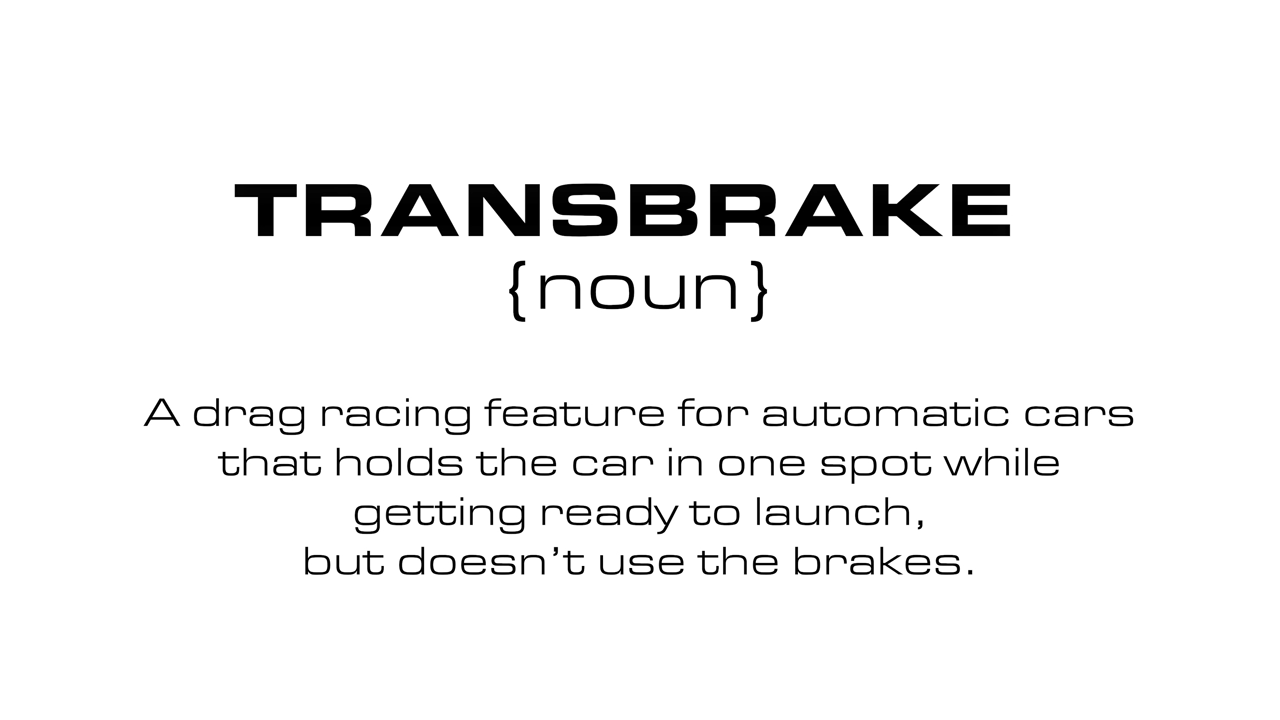 TRANSBRAKE
{noun}
A drag racing feature for automatic cars
that holds the car in one spot while
getting ready to launch,
but doesn’t use the brakes.